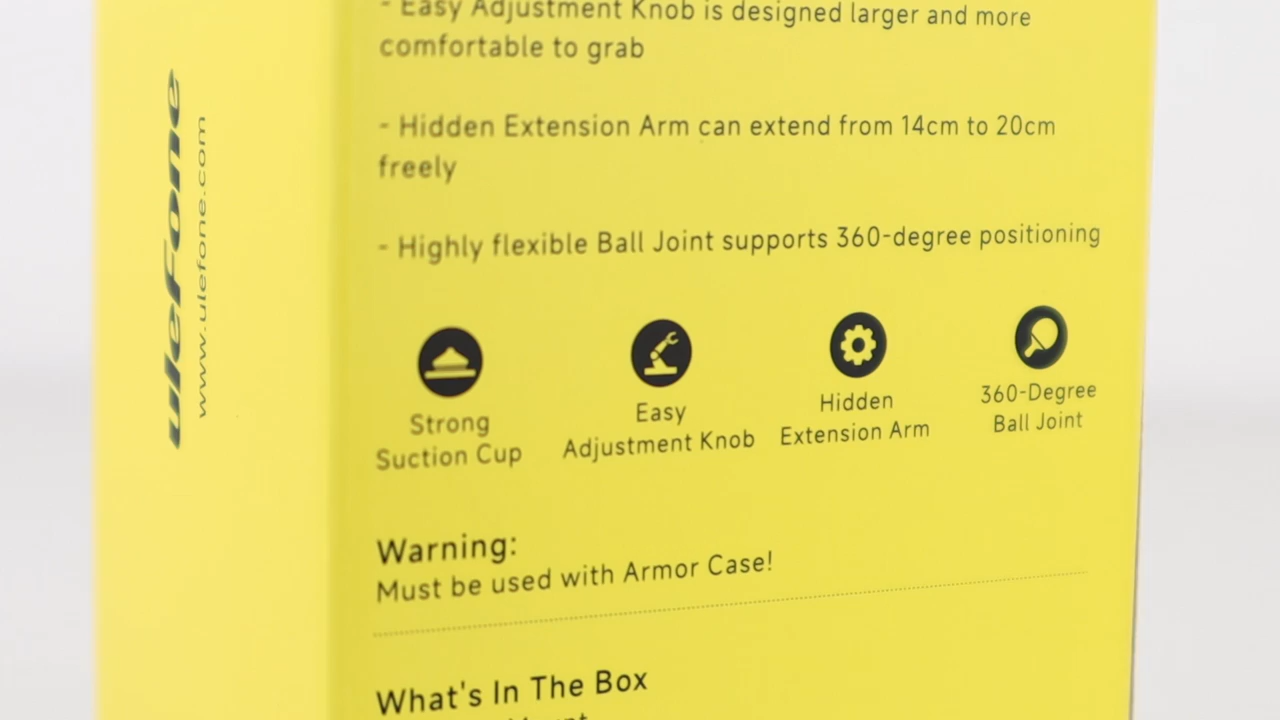 ulefone
www.ulefone.com
- Easy Adjustment Knob is designed larger and more
comfortable to grab
- Hidden Extension Arm can extend from 14cm to 20cm
freely
- Highly flexible Ball Joint supports 360-degree positioning
Strong
Suction Cup
Easy
Adjustment Knob
Hidden
Extension Arm
360-Degree
Ball Joint
Warning:
Must be used with Armor Case!
What's In The Box
Mount